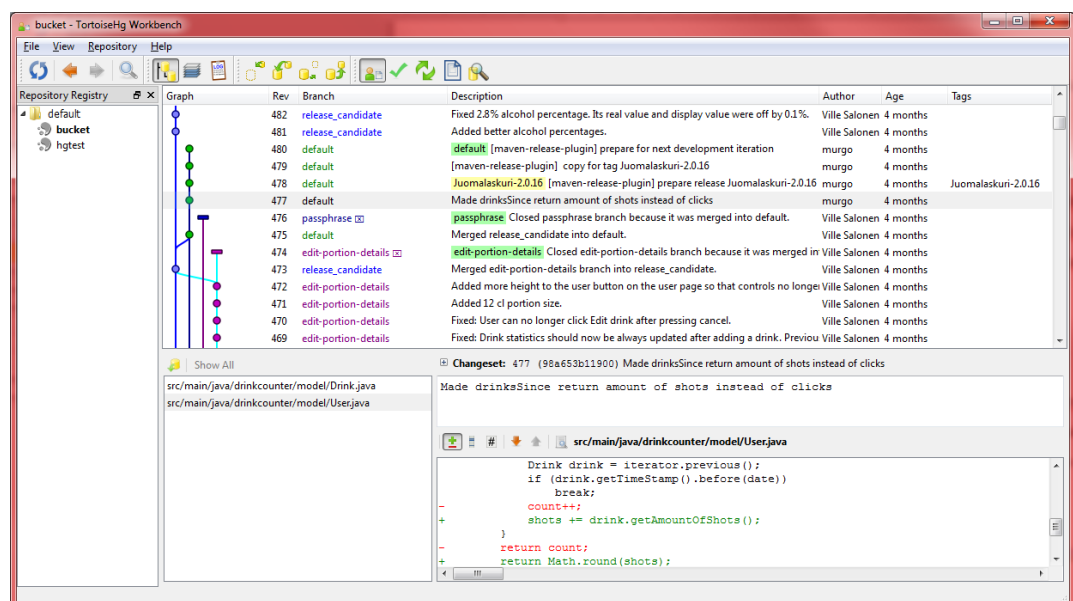 bucket - TortoiseHg Workbench
File View Repository Help
Repository Registry
default
bucket
hgtest
Graph Rev Branch Description Author Age Tags
482 release_candidate Fixed 2.8% alcohol percentage. Its real value and display value were off by 0.1%. Ville Salonen 4 months
481 release_candidate Added better alcohol percentages. Ville Salonen 4 months
480 default default [maven-release-plugin] prepare for next development iteration murgo 4 months
479 default [maven-release-plugin] copy for tag Juomalaskuri-2.0.16 murgo 4 months
478 default Juomalaskuri-2.0.16 [maven-release-plugin] prepare release Juomalaskuri-2.0.16 murgo 4 months Juomalaskuri-2.0.16
477 default Made drinksSince return amount of shots instead of clicks murgo 4 months
476 passphrase passphrase Closed passphrase branch because it was merged into default. Ville Salonen 4 months
475 default Merged release_candidate into default. Ville Salonen 4 months
474 edit-portion-details edit-portion-details Closed edit-portion-details branch because it was merged in Ville Salonen 4 months
473 release_candidate Merged edit-portion-details branch into release_candidate. Ville Salonen 4 months
472 edit-portion-details Added more height to the user button on the user page so that controls no longer Ville Salonen 4 months
471 edit-portion-details Added 12 cl portion size. Ville Salonen 4 months
470 edit-portion-details Fixed: User can no longer click Edit drink after pressing cancel. Ville Salonen 4 months
469 edit-portion-details Fixed: Drink statistics should now be always updated after adding a drink. Previou Ville Salonen 4 months
Show All
src/main/java/drinkcounter/model/Drink.java
src/main/java/drinkcounter/model/User.java
Changeset: 477 (98a653b11900) Made drinksSince return amount of shots instead of clicks
Made drinksSince return amount of shots instead of clicks
# src/main/java/drinkcounter/model/User.java
Drink drink = iterator.previous();
if (drink.getTimeStamp().before(date))
break;
- count++;
+ shots += drink.getAmountOfShots();
}
- return count;
+ return Math.round(shots);